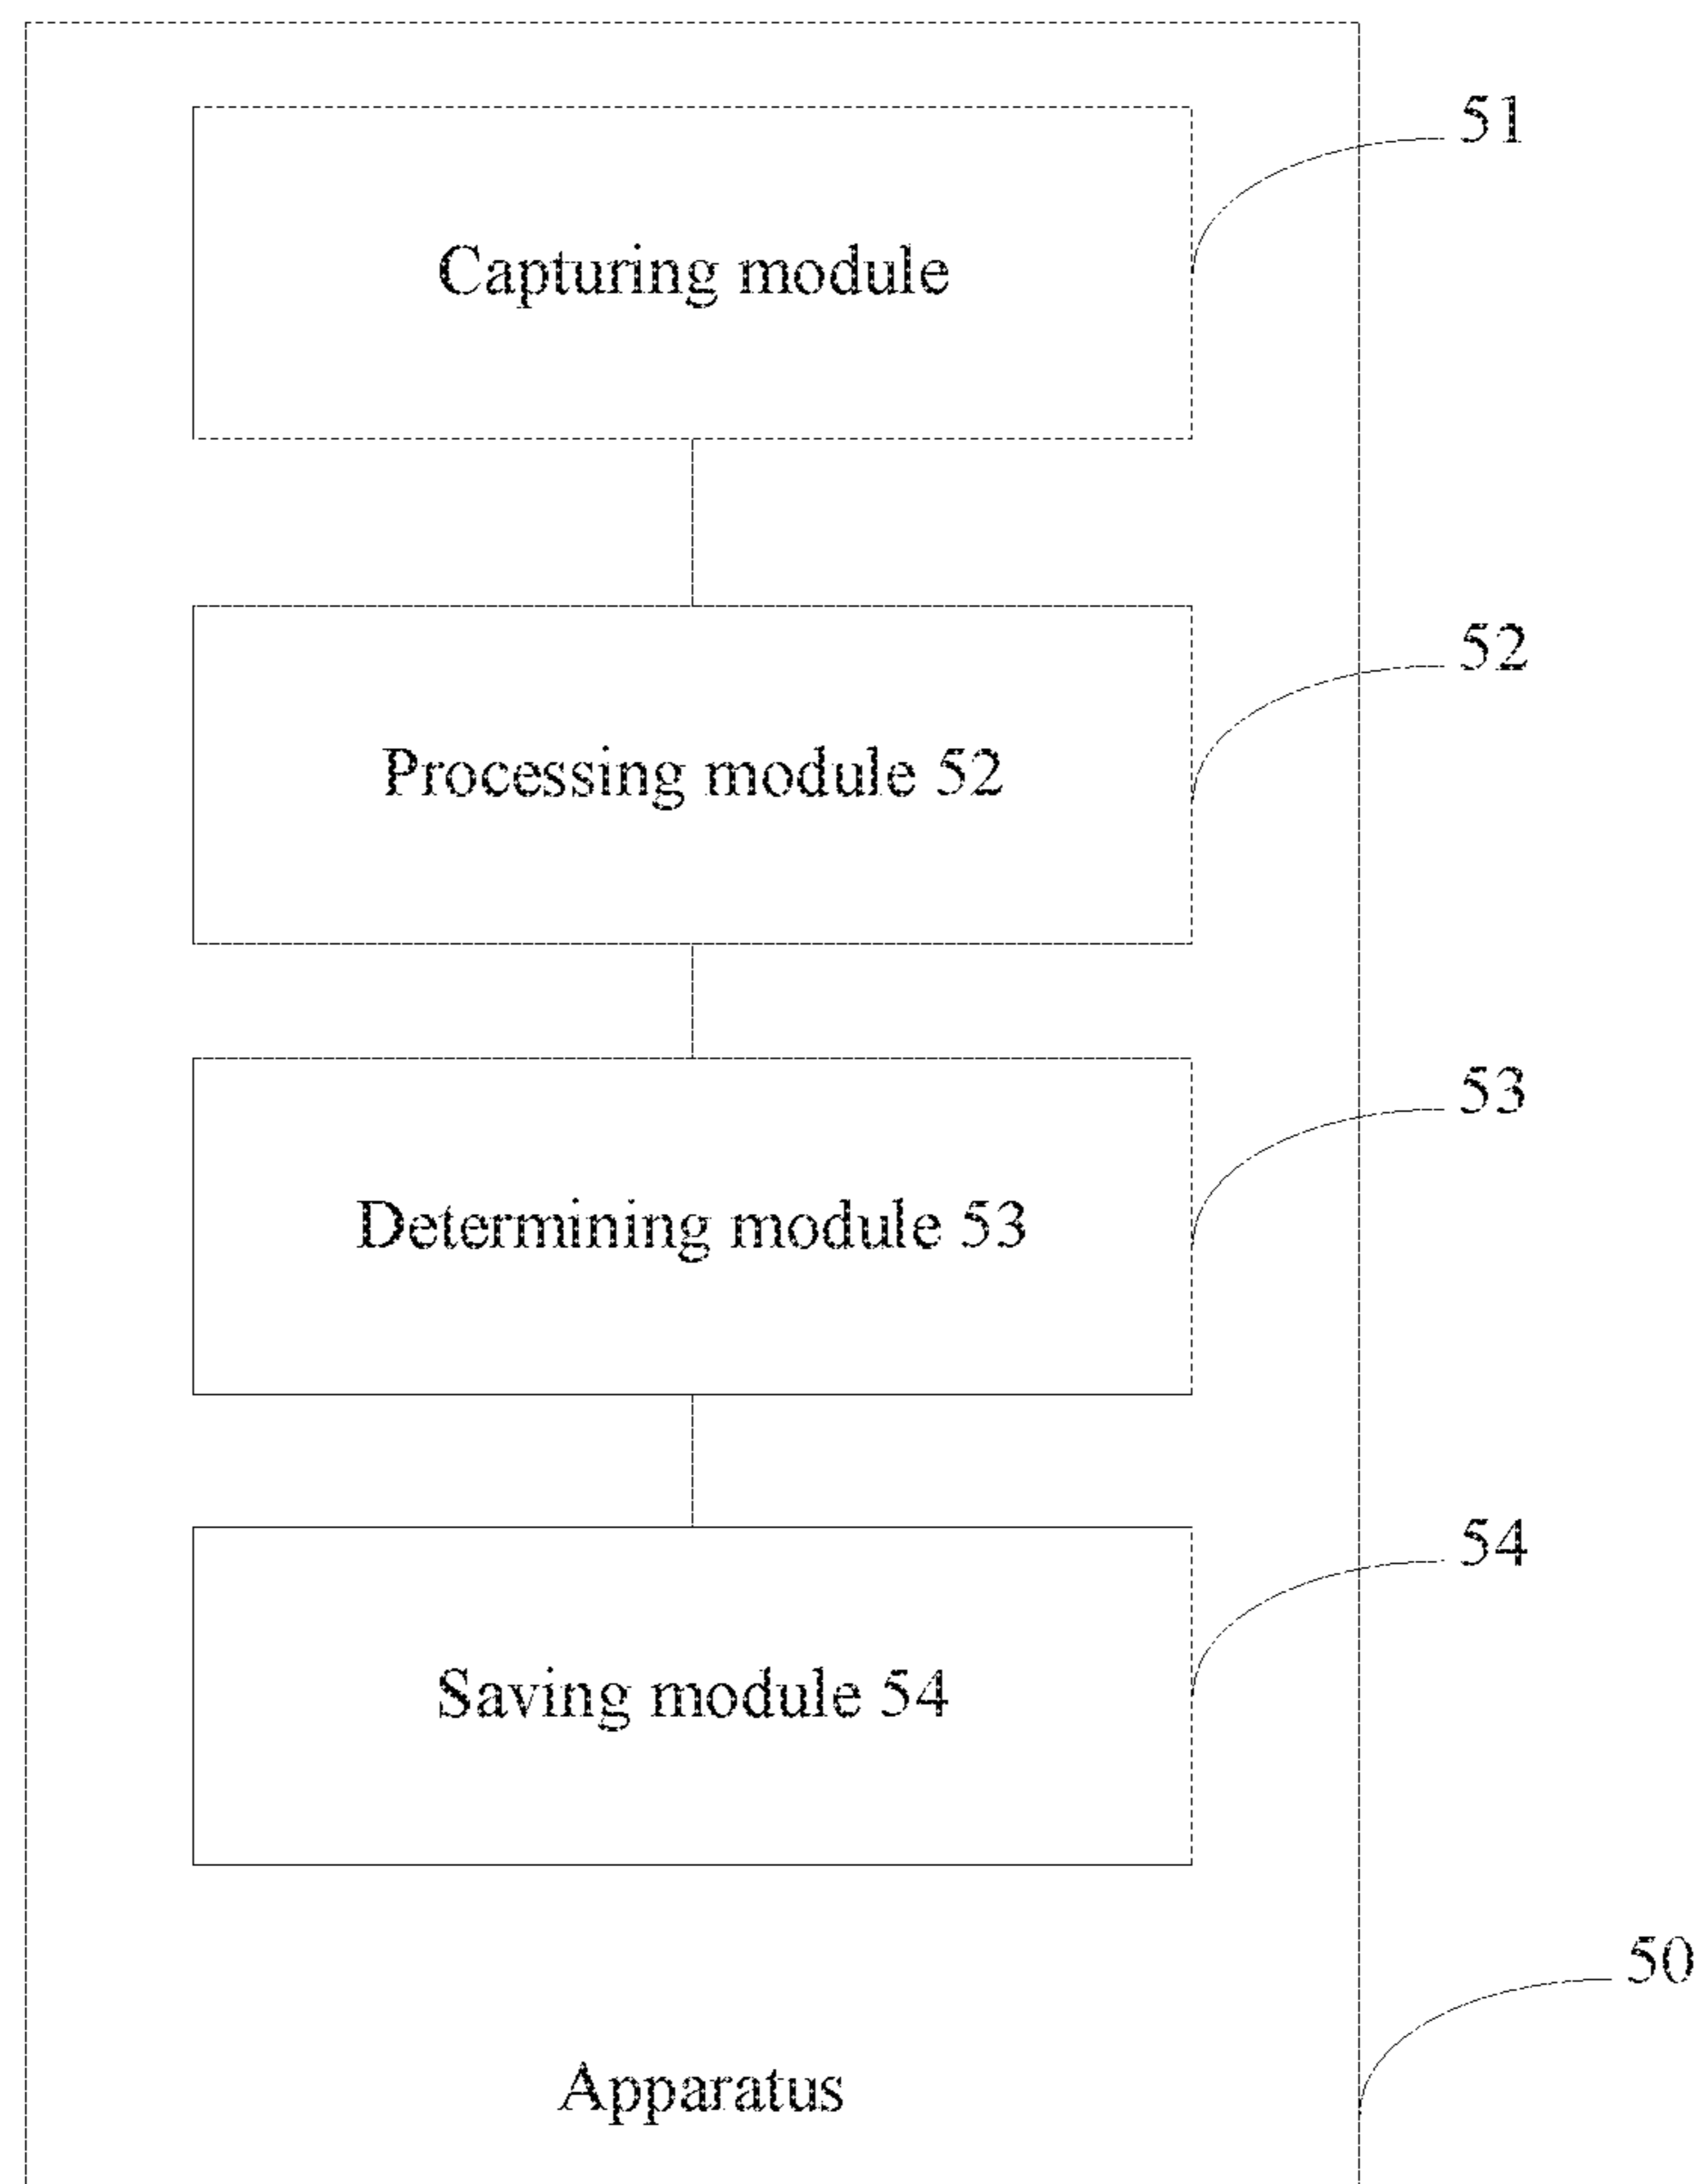 51
Capturing module
52
Processing module 52
53
Determining module 53
54
Saving module 54
50
Apparatus